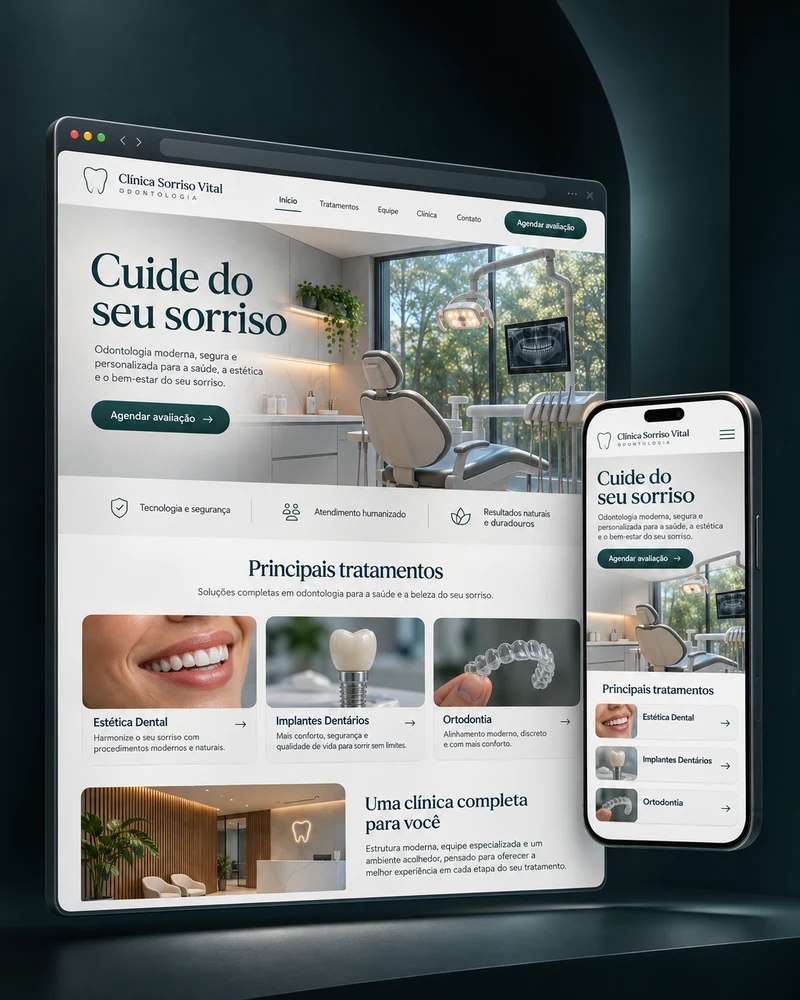 Clínica Sorriso Vital
ODONTOLOGIA
Início
Tratamentos
Equipe
Clínica
Contato
Agendar avaliação
Cuide do
seu sorriso
Odontologia moderna, segura e
personalizada para a saúde, a estética
e o bem-estar do seu sorriso.
Agendar avaliação →
Tecnologia e segurança
Atendimento humanizado
Resultados naturais
e duradouros
Principais tratamentos
Soluções completas em odontologia para a saúde e a beleza do seu sorriso.
Estética Dental →
Harmonize o seu sorriso com
procedimentos modernos e naturais.
Implantes Dentários →
Mais conforto, segurança e
qualidade de vida para sorrir sem limites.
Ortodontia →
Alinhamento moderno, discreto
e com mais conforto.
Uma clínica completa
para você
Estrutura moderna, equipe especializada e um
ambiente acolhedor, pensado para oferecer a
melhor experiência em cada etapa do seu tratamento.
Clínica Sorriso Vital
ODONTOLOGIA
Cuide do
seu sorriso
Odontologia moderna, segura e
personalizada para a saúde, a estética
e o bem-estar do seu sorriso.
Agendar avaliação →
Principais tratamentos
Estética Dental →
Implantes Dentários →
Ortodontia →